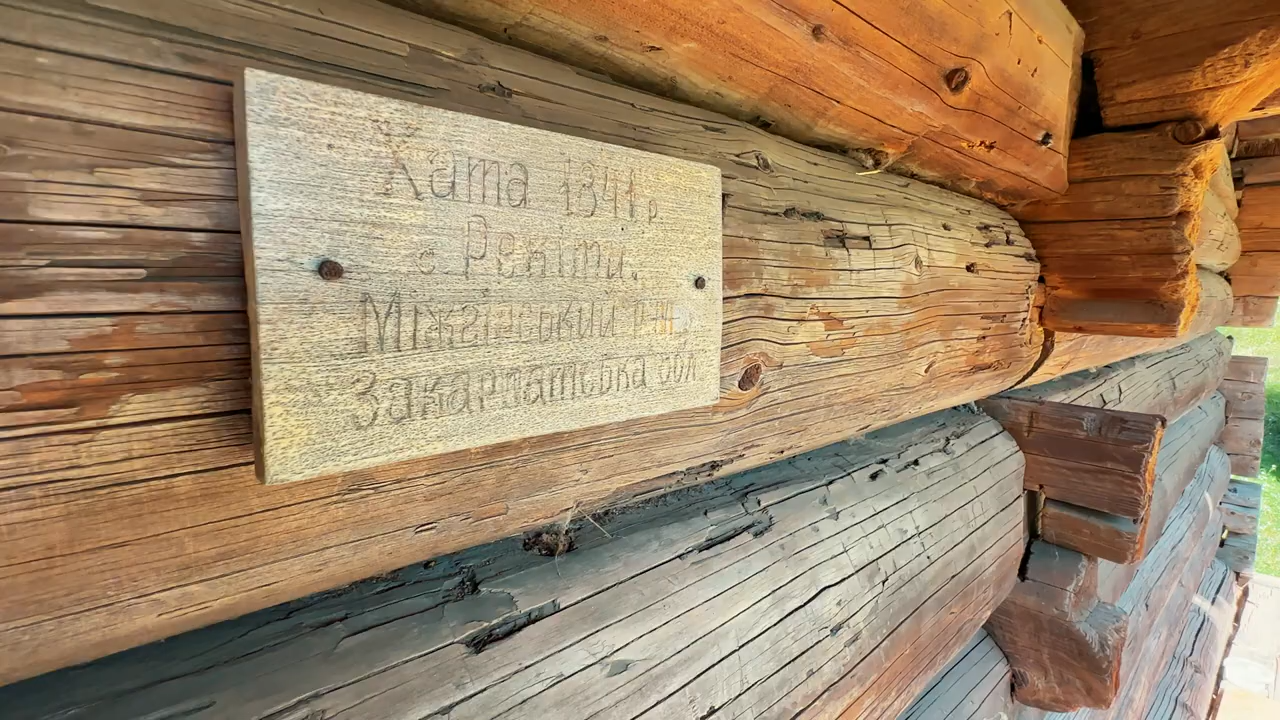 Хата 1841 р.
с. Рекіти.
Міжгірський р-н
Закарпатська обл